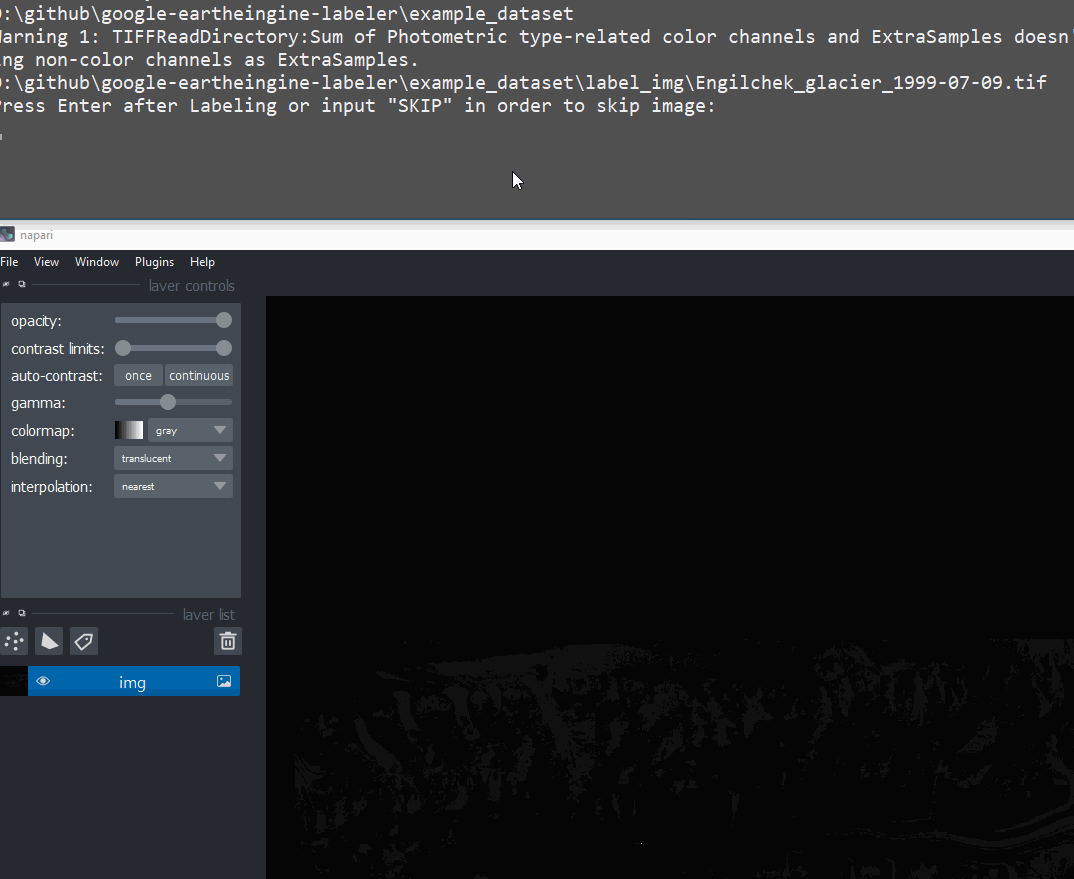 :\github\google-eartheingine-labeler\example_dataset
Warning 1: TIFFReadDirectory:Sum of Photometric type-related color channels and ExtraSamples doesn'
ing non-color channels as ExtraSamples.
:\github\google-eartheingine-labeler\example_dataset\label_img\Engilchek_glacier_1999-07-09.tif
Press Enter after Labeling or input "SKIP" in order to skip image:
napari
File View Window Plugins Help
layer controls
opacity:
contrast limits:
auto-contrast: once continuous
gamma:
colormap: gray
blending: translucent
interpolation: nearest
layer list
img